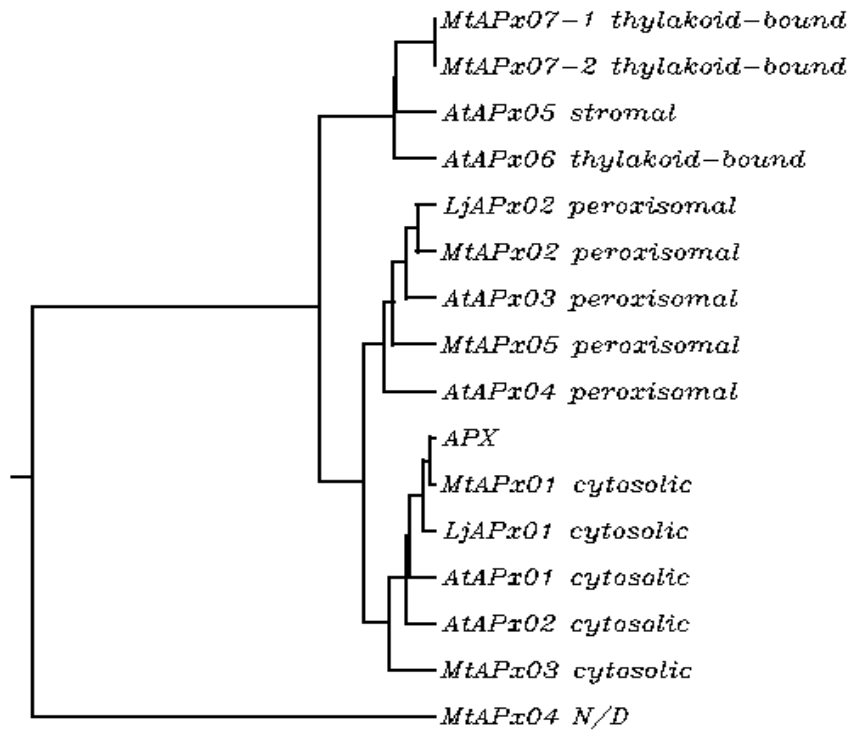 MtAPx07-1 thylakoid-bound
MtAPx07-2 thylakoid-bound
AtAPx05 stromal
AtAPx06 thylakoid-bound
LjAPx02 peroxisomal
MtAPx02 peroxisomal
AtAPx03 peroxisomal
MtAPx05 peroxisomal
AtAPx04 peroxisomal
APX
MtAPx01 cytosolic
LjAPx01 cytosolic
AtAPx01 cytosolic
AtAPx02 cytosolic
MtAPx03 cytosolic
MtAPx04 N/D